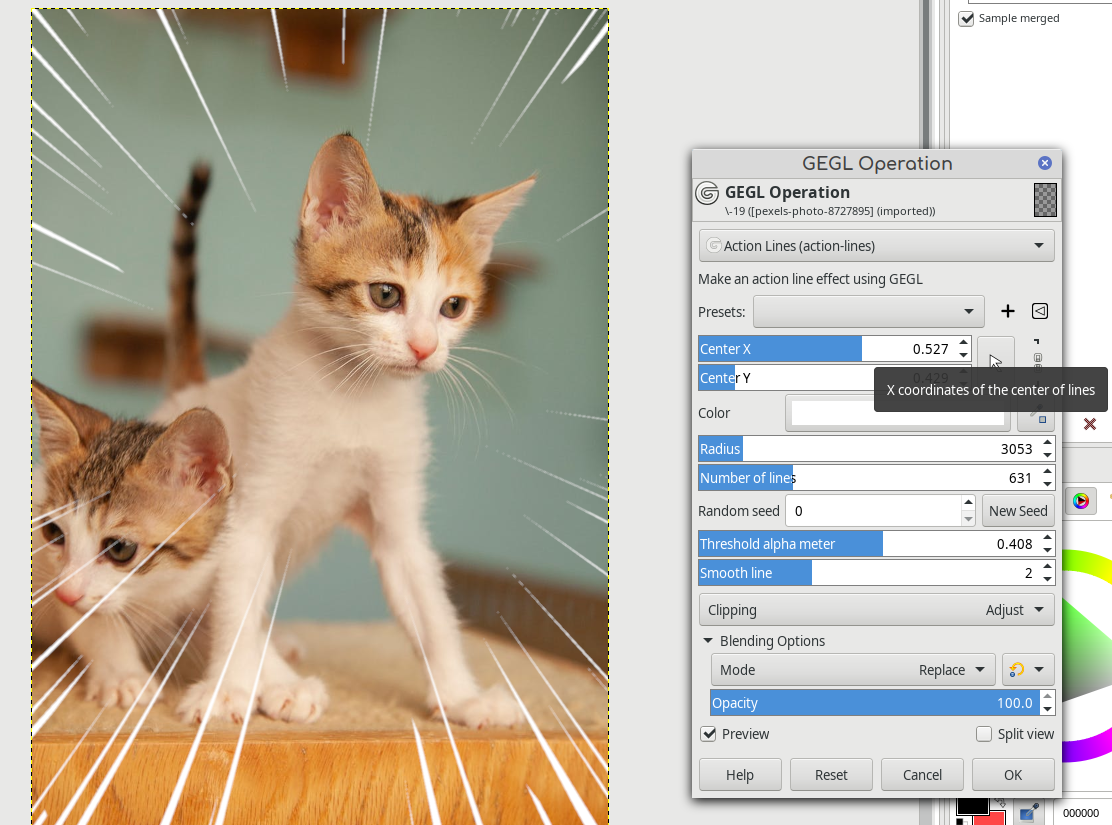 Sample merged
GEGL Operation
GEGL Operation
\-19 ([pexels-photo-8727895] (imported))
Action Lines (action-lines)
Make an action line effect using GEGL
Presets:
Center X 0.527
Center Y 0.429
X coordinates of the center of lines
Color
Radius 3053
Number of lines 631
Random seed 0 New Seed
Threshold alpha meter 0.408
Smooth line 2
Clipping Adjust
Blending Options
Mode Replace
Opacity 100.0
Preview Split view
Help Reset Cancel OK
000000